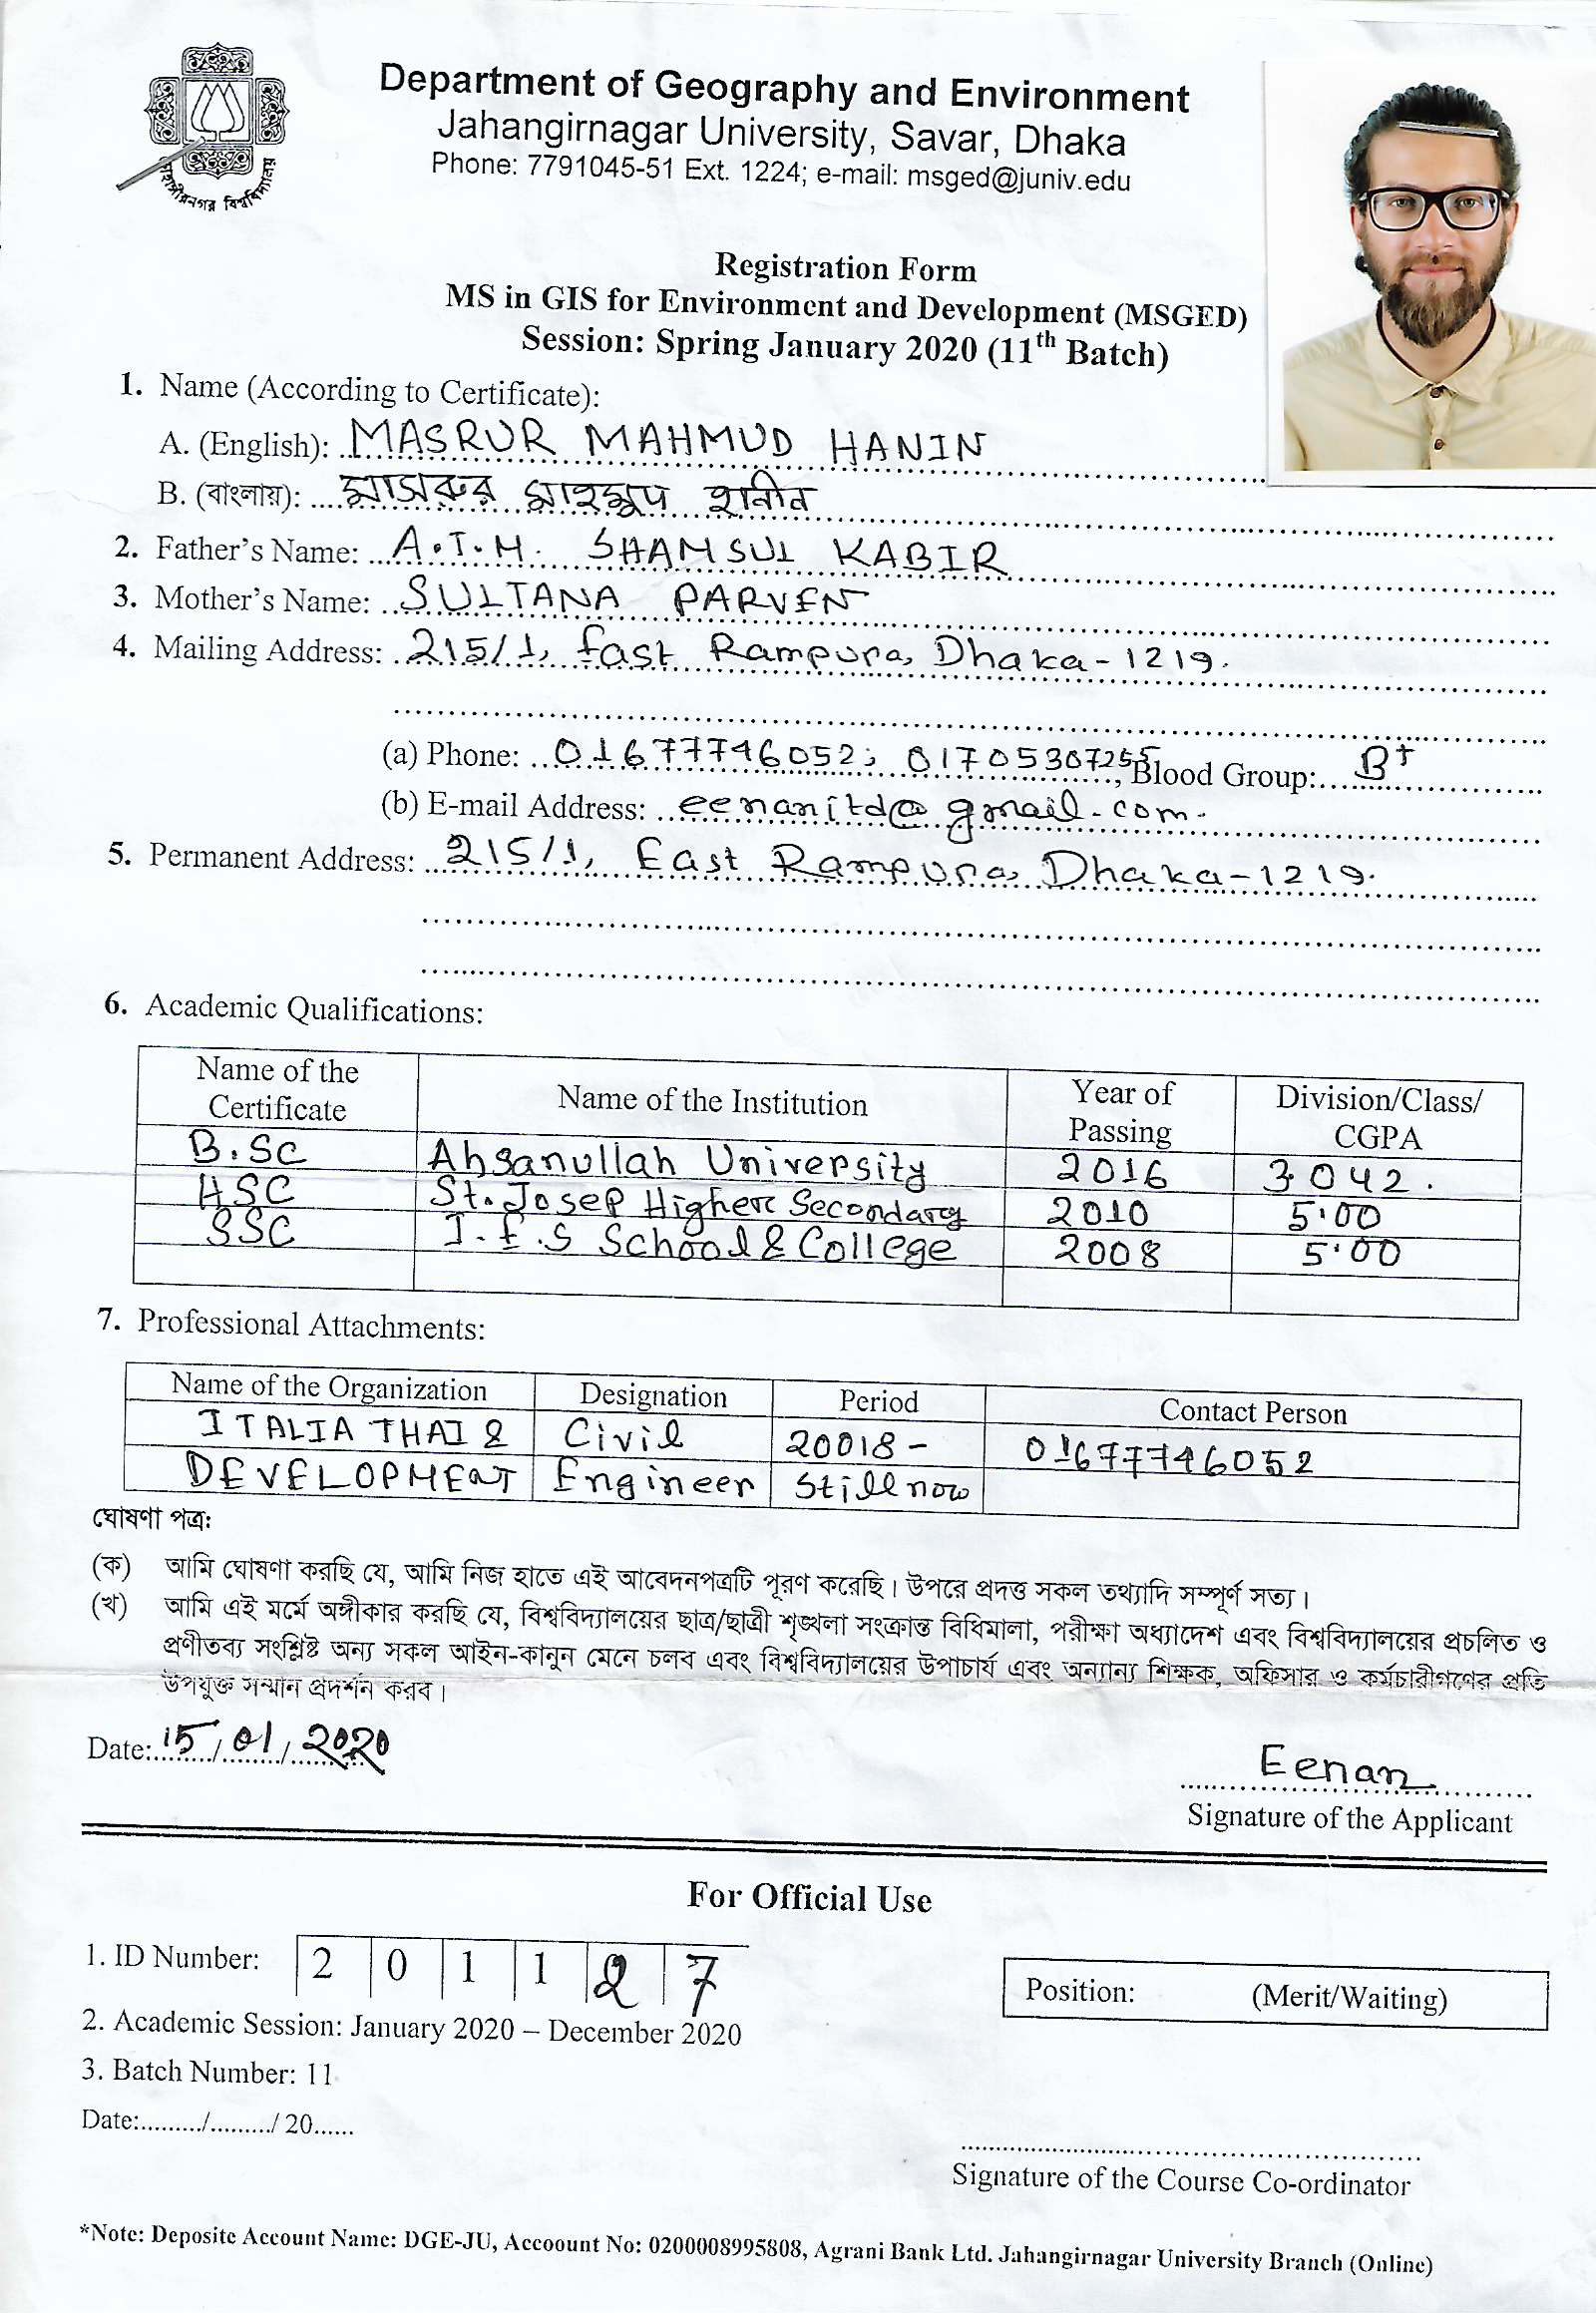 জাহাঙ্গীরনগর বিশ্ববিদ্যালয়
Department of Geography and Environment
Jahangirnagar University, Savar, Dhaka
Phone: 7791045-51 Ext. 1224; e-mail: msged@juniv.edu
Registration Form
MS in GIS for Environment and Development (MSGED)
Session: Spring January 2020 (11th Batch)
1. Name (According to Certificate):
A. (English): MASRUR MAHMUD HANIN
B. (বাংলায়): মাসরুর মাহমুদ হানীন
2. Father's Name: A.T.M. SHAMSUL KABIR
3. Mother's Name: SULTANA PARVEN
4. Mailing Address: 215/1, East Rampura, Dhaka-1219.
(a) Phone: 01677746052; 01705367255, Blood Group: B+
(b) E-mail Address: eenanitd@gmail.com.
5. Permanent Address: 215/1, East Rampura, Dhaka-1219.
6. Academic Qualifications:
Name of the Certificate Name of the Institution Year of Passing Division/Class/ CGPA
B.SC Ahsanullah University 2016 3.042.
HSC St. Josep Higher Secondary 2010 5.00
SSC I.E.S School & College 2008 5.00
7. Professional Attachments:
Name of the Organization Designation Period Contact Person
ITALIA THAI & Civil 20018- 01677746052
DEVELOPMENT Engineer Still now
ঘোষণা পত্র:
(ক) আমি ঘোষণা করছি যে, আমি নিজ হাতে এই আবেদনপত্রটি পূরণ করেছি। উপরে প্রদত্ত সকল তথ্যাদি সম্পূর্ণ সত্য।
(খ) আমি এই মর্মে অঙ্গীকার করছি যে, বিশ্ববিদ্যালয়ের ছাত্র/ছাত্রী শৃঙ্খলা সংক্রান্ত বিধিমালা, পরীক্ষা অধ্যাদেশ এবং বিশ্ববিদ্যালয়ের প্রচলিত ও
প্রণীতব্য সংশ্লিষ্ট অন্য সকল আইন-কানুন মেনে চলব এবং বিশ্ববিদ্যালয়ের উপাচার্য এবং অন্যান্য শিক্ষক, অফিসার ও কর্মচারীগণের প্রতি
উপযুক্ত সম্মান প্রদর্শন করব।
Date: 15/01/2020
Eenan
Signature of the Applicant
For Official Use
1. ID Number: 2 0 1 1 2 7
Position: (Merit/Waiting)
2. Academic Session: January 2020 – December 2020
3. Batch Number: 11
Date:........./........./ 20......
Signature of the Course Co-ordinator
*Note: Deposite Account Name: DGE-JU, Accoount No: 0200008995808, Agrani Bank Ltd. Jahangirnagar University Branch (Online)